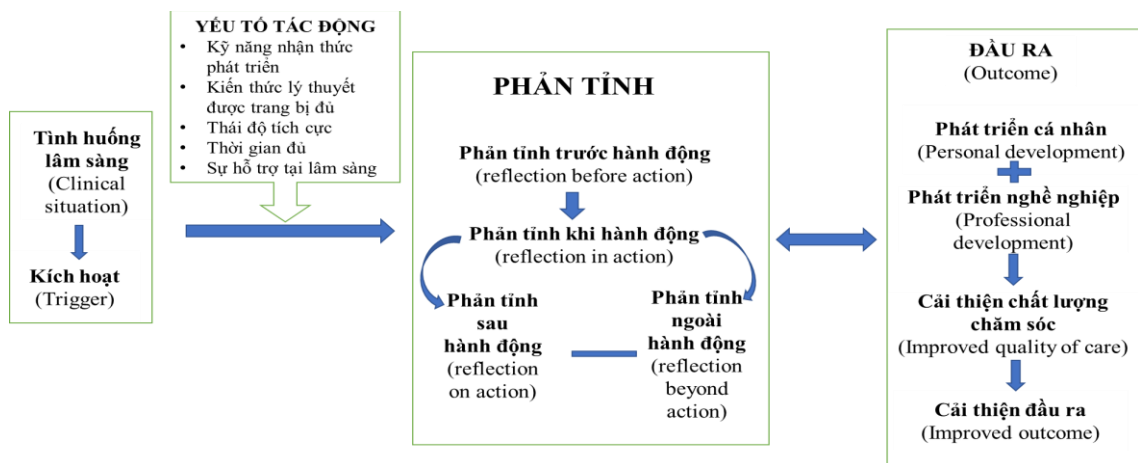 Tình huống
lâm sàng
(Clinical
situation)
Kích hoạt
(Trigger)
YẾU TỐ TÁC ĐỘNG
• Kỹ năng nhận thức
phát triển
• Kiến thức lý thuyết
được trang bị đủ
• Thái độ tích cực
• Thời gian đủ
• Sự hỗ trợ tại lâm sàng
PHẢN TỈNH
Phản tỉnh trước hành động
(reflection before action)
Phản tỉnh khi hành động
(reflection in action)
Phản tỉnh
sau
hành động
(reflection
on action)
Phản tỉnh
ngoài
hành động
(reflection
beyond
action)
ĐẦU RA
(Outcome)
Phát triển cá nhân
(Personal development)
Phát triển nghề nghiệp
(Professional
development)
Cải thiện chất lượng
chăm sóc
(Improved quality of care)
Cải thiện đầu ra
(Improved outcome)